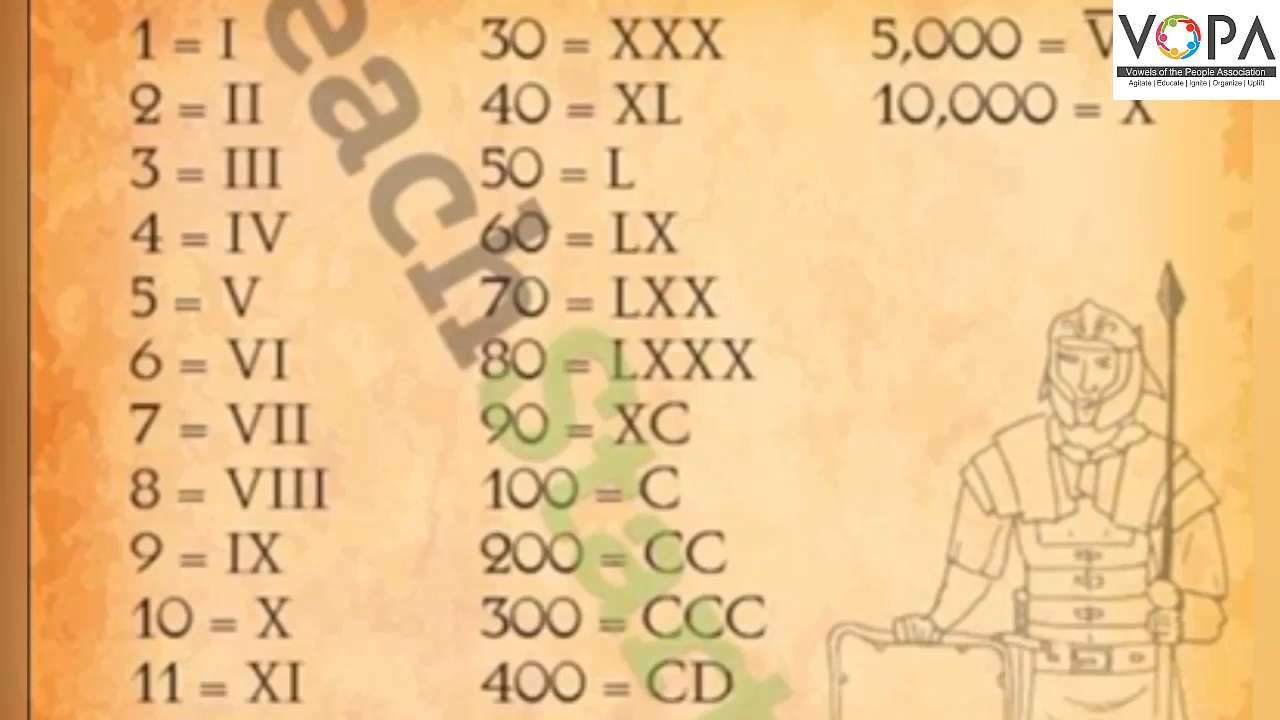 1 = I
2 = II
3 = III
4 = IV
5 = V
6 = VI
7 = VII
8 = VIII
9 = IX
10 = X
11 = XI
30 = XXX
40 = XL
50 = L
60 = LX
70 = LXX
80 = LXXX
90 = XC
100 = C
200 = CC
300 = CCC
400 = CD
5,000 = V̅
10,000 = X
VOPA
Vowels of the People Association
Agitate | Educate | Ignite | Organize | Uplift
each